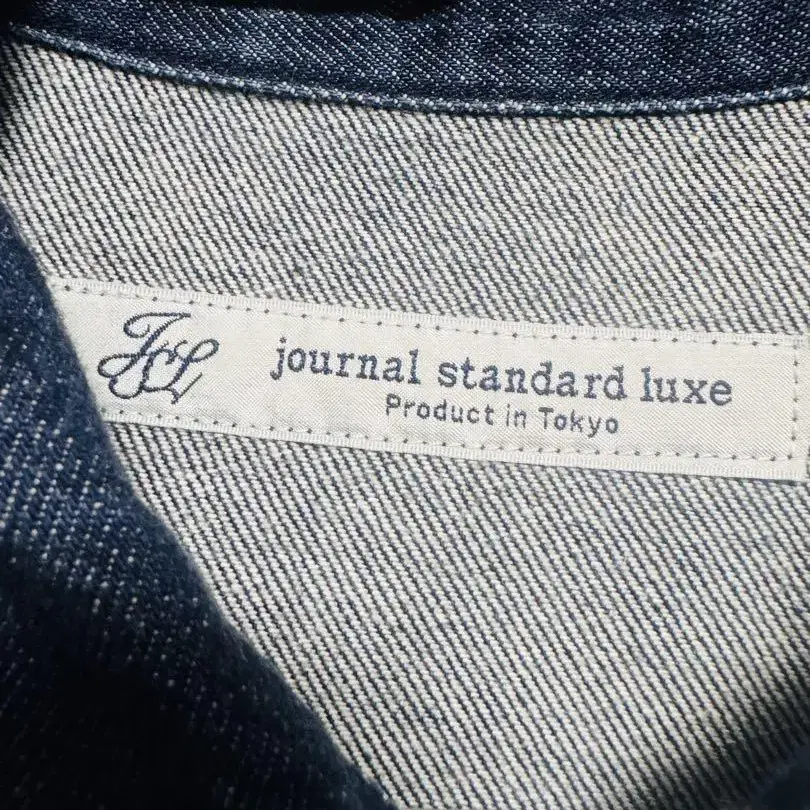 JSL
journal standard luxe
Product in Tokyo